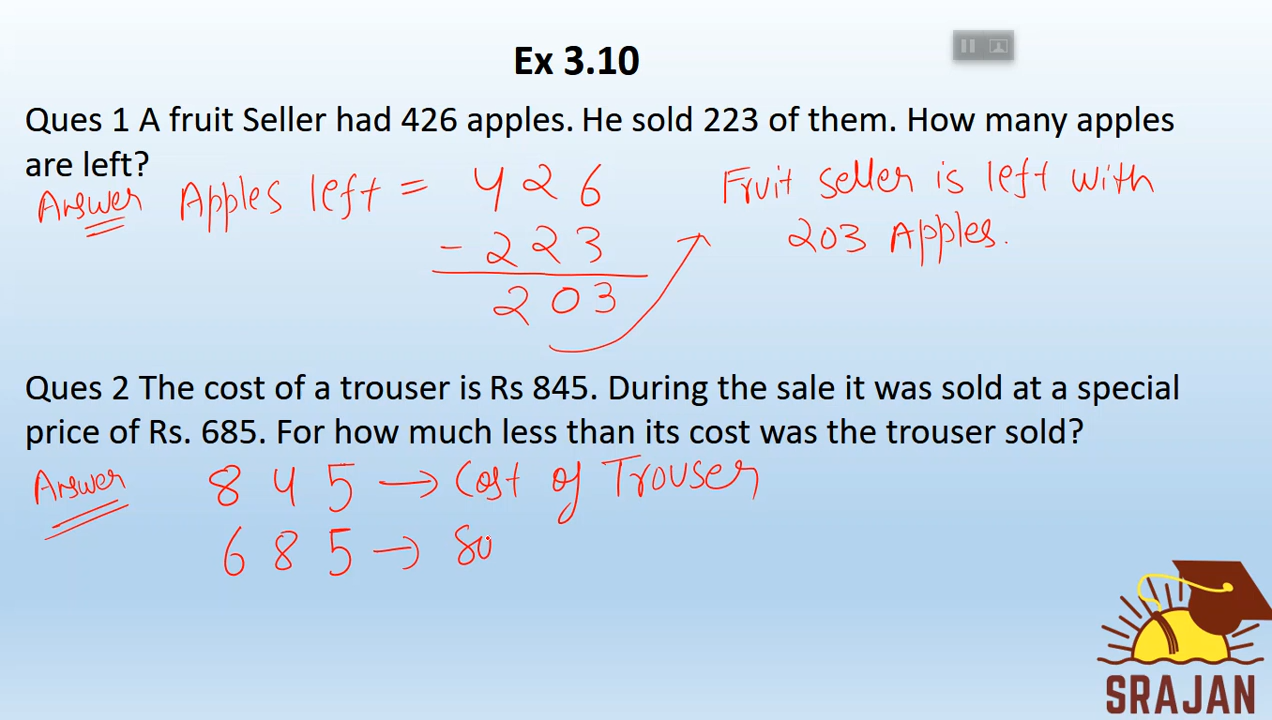 Ex 3.10
Ques 1 A fruit Seller had 426 apples. He sold 223 of them. How many apples
are left?
Answer Apples left = 426
- 223
203
Fruit seller is left with
203 Apples.
Ques 2 The cost of a trouser is Rs 845. During the sale it was sold at a special
price of Rs. 685. For how much less than its cost was the trouser sold?
Answer 845 → Cost of Trouser
685 → So
SRAJAN